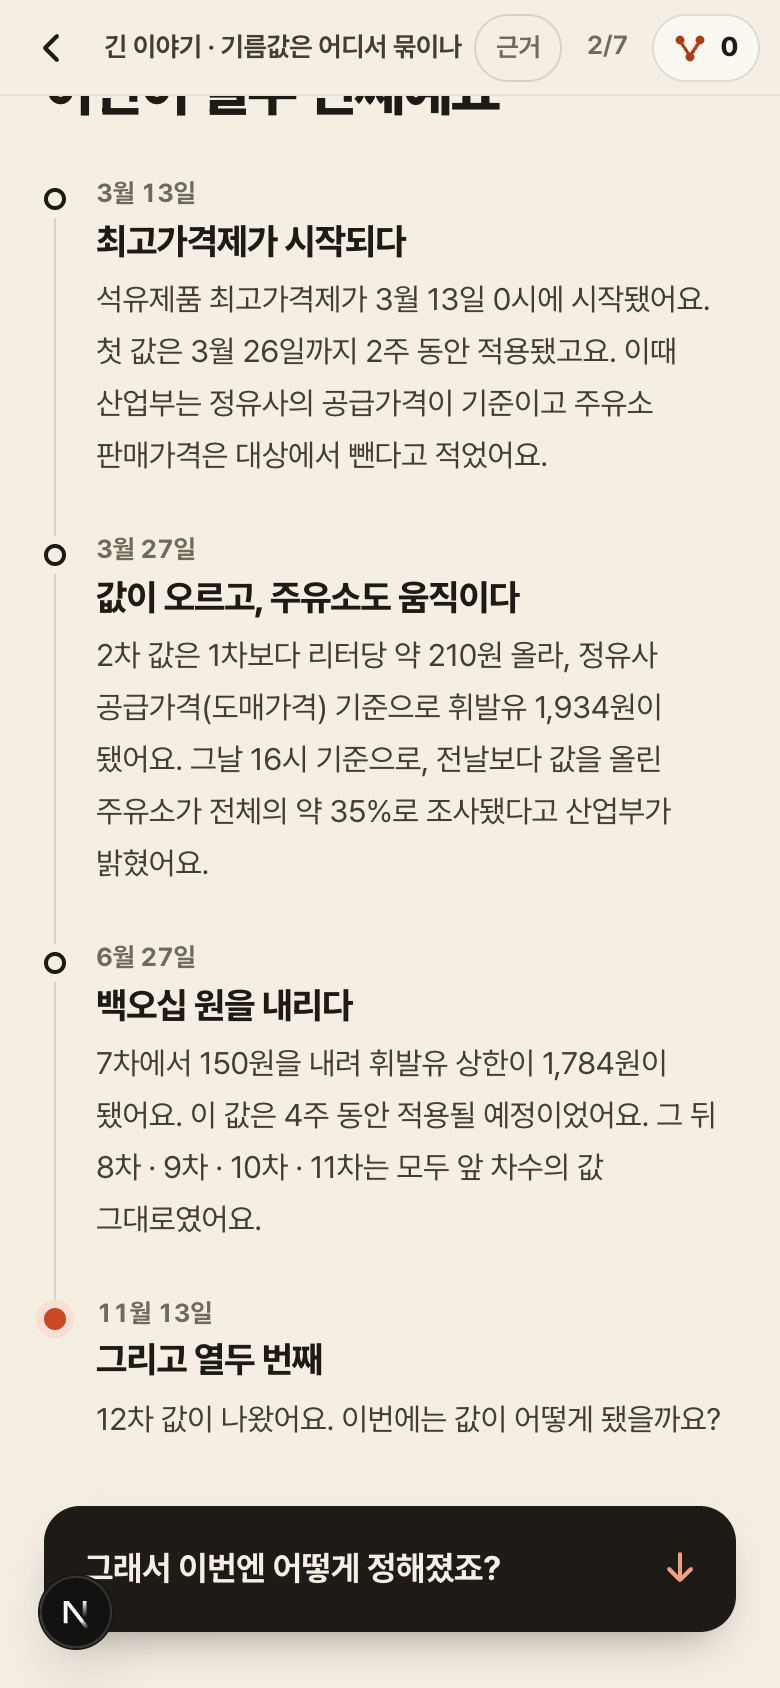 긴 이야기 · 기름값은 어디서 묶이나
근거
2/7
0
이번이 열두 번째예요
3월 13일
최고가격제가 시작되다
석유제품 최고가격제가 3월 13일 0시에 시작됐어요.
첫 값은 3월 26일까지 2주 동안 적용됐고요. 이때
산업부는 정유사의 공급가격이 기준이고 주유소
판매가격은 대상에서 뺀다고 적었어요.
3월 27일
값이 오르고, 주유소도 움직이다
2차 값은 1차보다 리터당 약 210원 올라, 정유사
공급가격(도매가격) 기준으로 휘발유 1,934원이
됐어요. 그날 16시 기준으로, 전날보다 값을 올린
주유소가 전체의 약 35%로 조사됐다고 산업부가
밝혔어요.
6월 27일
백오십 원을 내리다
7차에서 150원을 내려 휘발유 상한이 1,784원이
됐어요. 이 값은 4주 동안 적용될 예정이었어요. 그 뒤
8차 · 9차 · 10차 · 11차는 모두 앞 차수의 값
그대로였어요.
11월 13일
그리고 열두 번째
12차 값이 나왔어요. 이번에는 값이 어떻게 됐을까요?
그래서 이번엔 어떻게 정해졌죠?
N